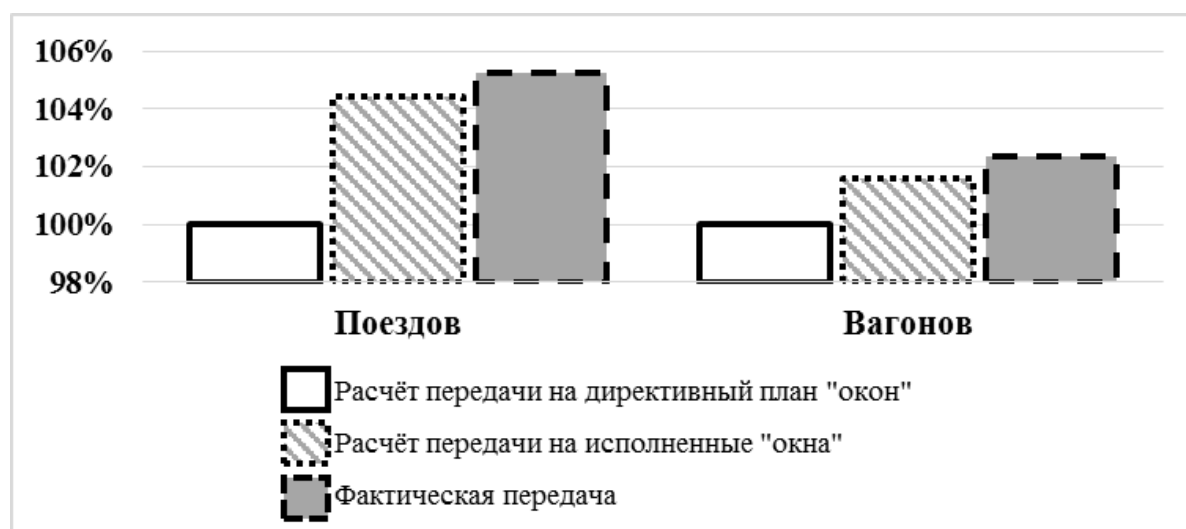 106%
104%
102%
100%
98%
Поездов Вагонов
Расчёт передачи на директивный план "окон"
Расчёт передачи на исполненные "окна"
Фактическая передача